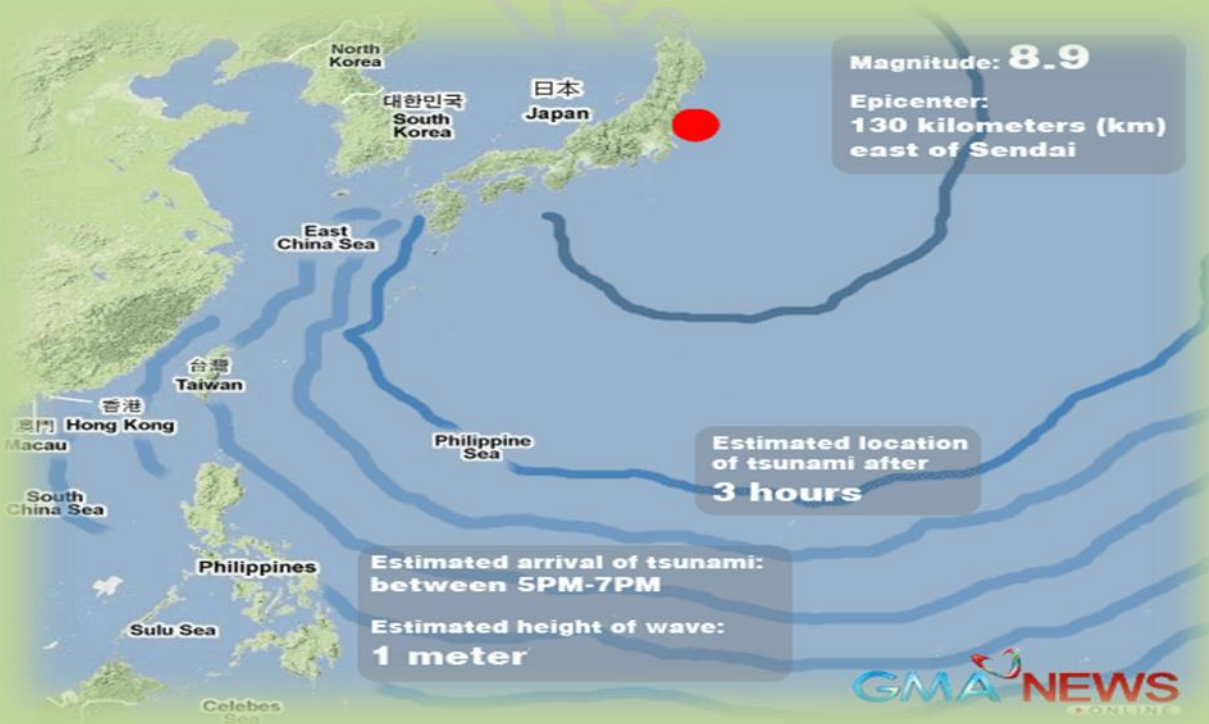 North
Korea
대한민국
South
Korea
日本
Japan
Magnitude: 8.9
Epicenter:
130 kilometers (km)
east of Sendai
East
China Sea
台灣
Taiwan
香港
Hong Kong
澳門
Macau
Philippine
Sea
Estimated location
of tsunami after
3 hours
South
China Sea
Philippines
Estimated arrival of tsunami:
between 5PM-7PM
Estimated height of wave:
1 meter
Sulu Sea
Celebes
Sea
GMA NEWS
ONLINE